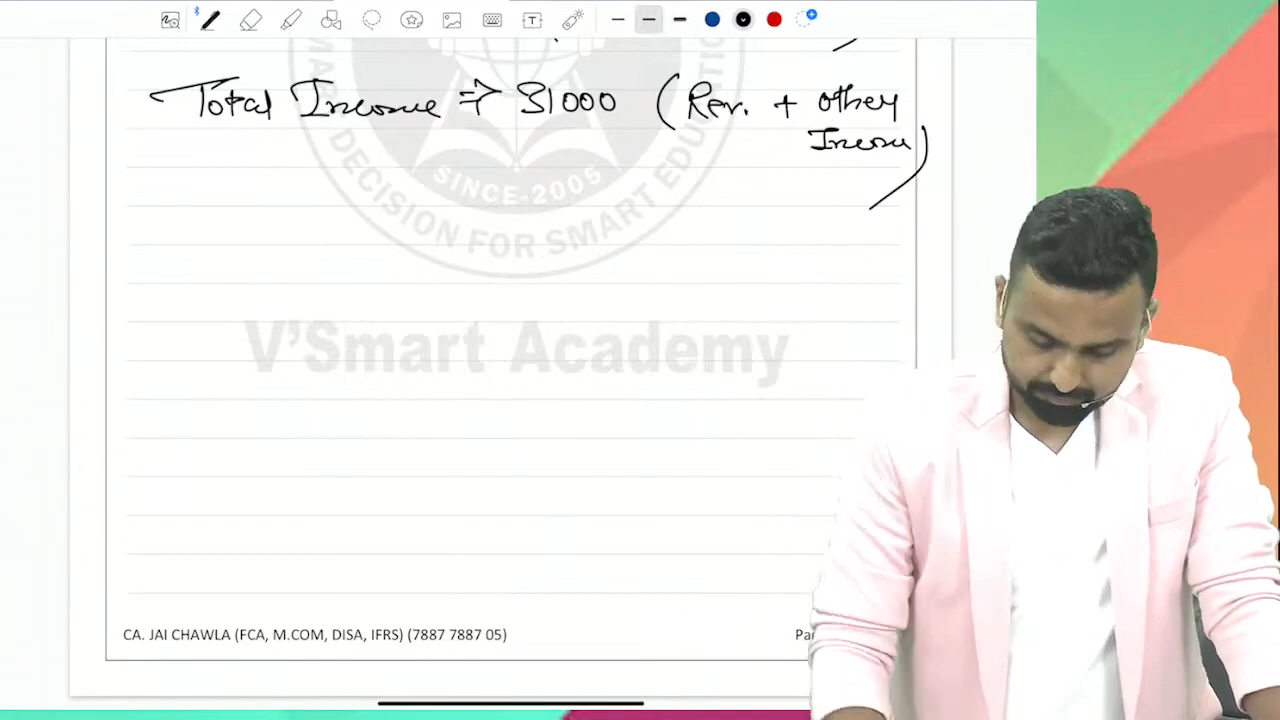 Total Income ⇒ 31000 (Rev. + other
Income)
DECISION FOR SMART EDUCATION
SINCE-2005
V'Smart Academy
CA. JAI CHAWLA (FCA, M.COM, DISA, IFRS) (7887 7887 05)